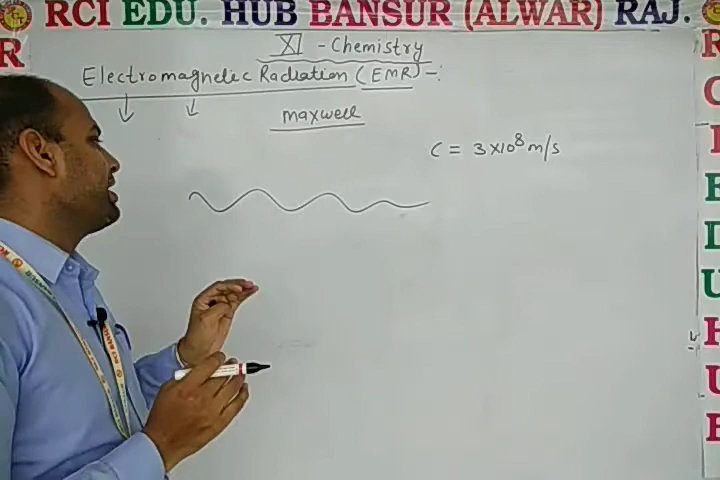 RCI EDU. HUB BANSUR (ALWAR) RAJ.
XI - Chemistry
Electromagnetic Radiation (EMR) -:
maxwell
C = 3×10⁸ m/s
R
R
C
I
E
D
U
H
U
B